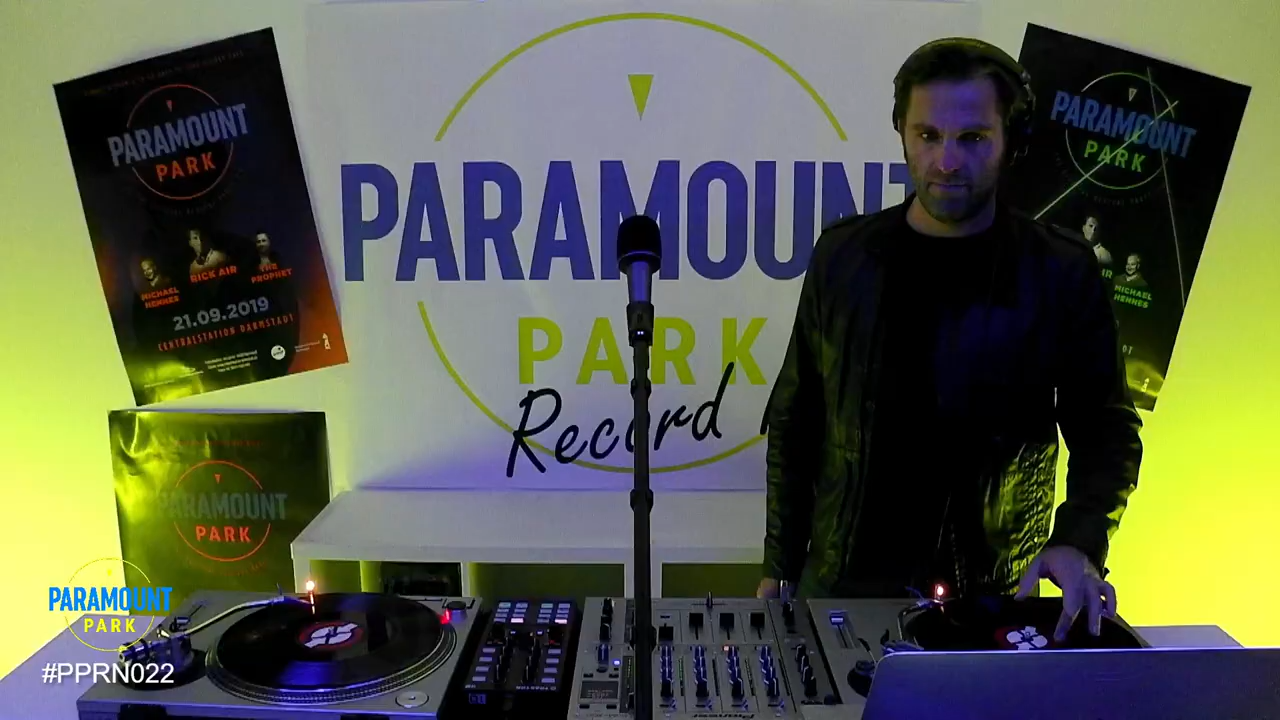 PARAMOUNT
PARK
MICHAEL
HENNES
RICK AIR
THE
PROPHET
21.09.2019
CENTRALSTATION DARMSTADT
PARAMOUNT
PARK
Record
PARAMOUNT
PARK
MICHAEL
HENNES
PARAMOUNT
PARK
PARAMOUNT
PARK
#PPRN022
Pioneer